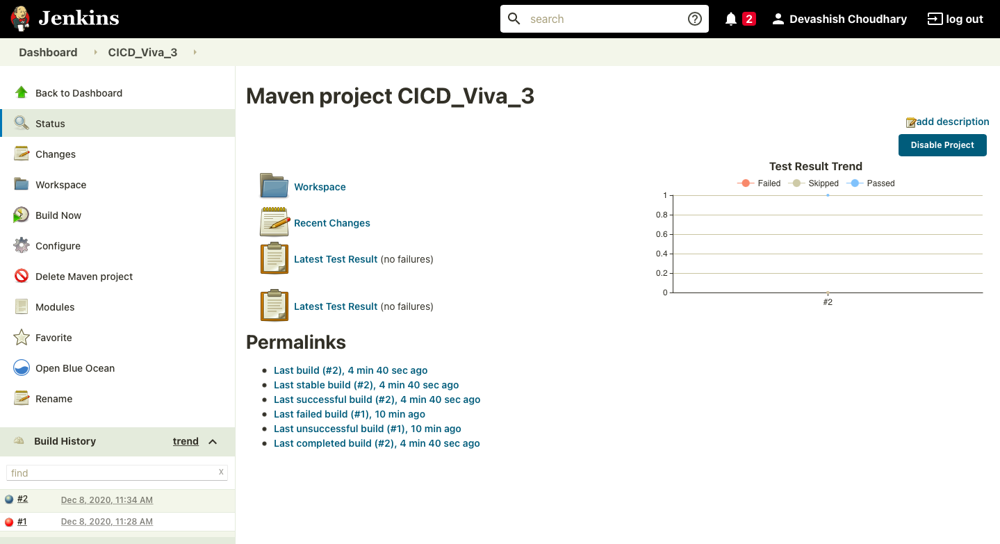 Jenkins
search
2
Devashish Choudhary
log out
Dashboard
CICD_Viva_3
Back to Dashboard
Status
Changes
Workspace
Build Now
Configure
Delete Maven project
Modules
Favorite
Open Blue Ocean
Rename
Build History
trend
find
x
#2 Dec 8, 2020, 11:34 AM
#1 Dec 8, 2020, 11:28 AM
Maven project CICD_Viva_3
add description
Disable Project
Workspace
Recent Changes
Latest Test Result (no failures)
Latest Test Result (no failures)
Test Result Trend
Failed Skipped Passed
1
0.8
0.6
0.4
0.2
0
#2
Permalinks
Last build (#2), 4 min 40 sec ago
Last stable build (#2), 4 min 40 sec ago
Last successful build (#2), 4 min 40 sec ago
Last failed build (#1), 10 min ago
Last unsuccessful build (#1), 10 min ago
Last completed build (#2), 4 min 40 sec ago